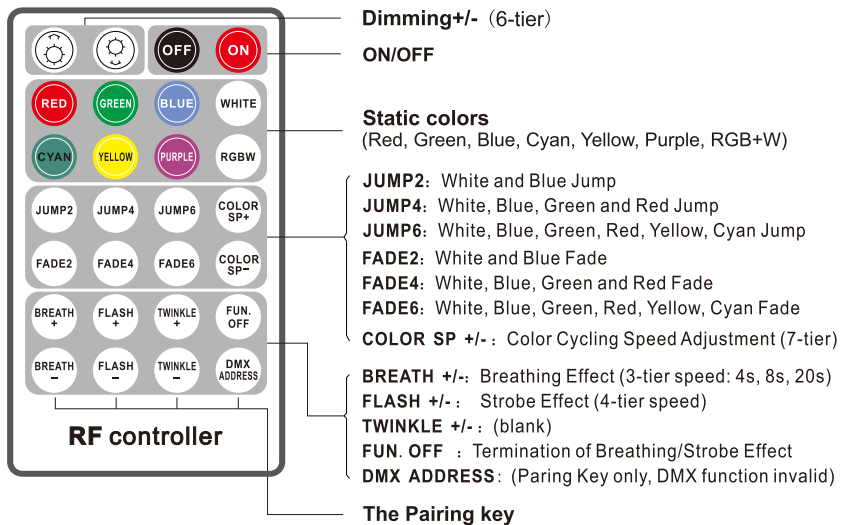 Dimming+/-（6-tier）
OFF ON
ON/OFF
RED GREEN BLUE WHITE
Static colors
(Red, Green, Blue, Cyan, Yellow, Purple, RGB+W)
CYAN YELLOW PURPLE RGBW
JUMP2 JUMP4 JUMP6 COLOR SP+
FADE2 FADE4 FADE6 COLOR SP−
JUMP2: White and Blue Jump
JUMP4: White, Blue, Green and Red Jump
JUMP6: White, Blue, Green, Red, Yellow, Cyan Jump
FADE2: White and Blue Fade
FADE4: White, Blue, Green and Red Fade
FADE6: White, Blue, Green, Red, Yellow, Cyan Fade
COLOR SP +/- : Color Cycling Speed Adjustment (7-tier)
BREATH + FLASH + TWINKLE + FUN. OFF
BREATH − FLASH − TWINKLE − DMX ADDRESS
BREATH +/-: Breathing Effect (3-tier speed: 4s, 8s, 20s)
FLASH +/- : Strobe Effect (4-tier speed)
TWINKLE +/- : (blank)
FUN. OFF : Termination of Breathing/Strobe Effect
DMX ADDRESS: (Paring Key only, DMX function invalid)
RF controller
The Pairing key